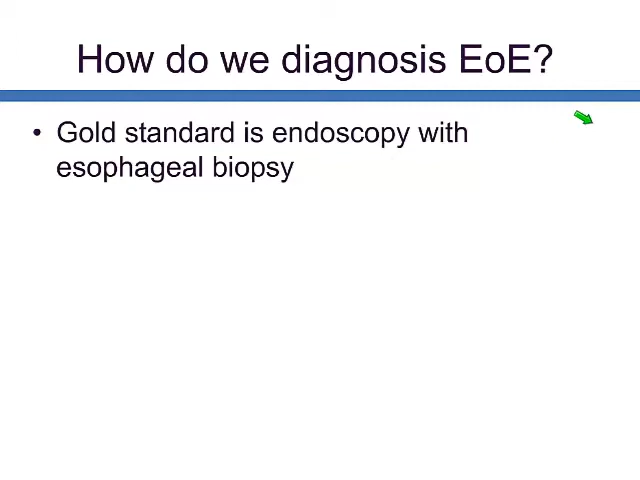 How do we diagnosis EoE?
• Gold standard is endoscopy with
esophageal biopsy